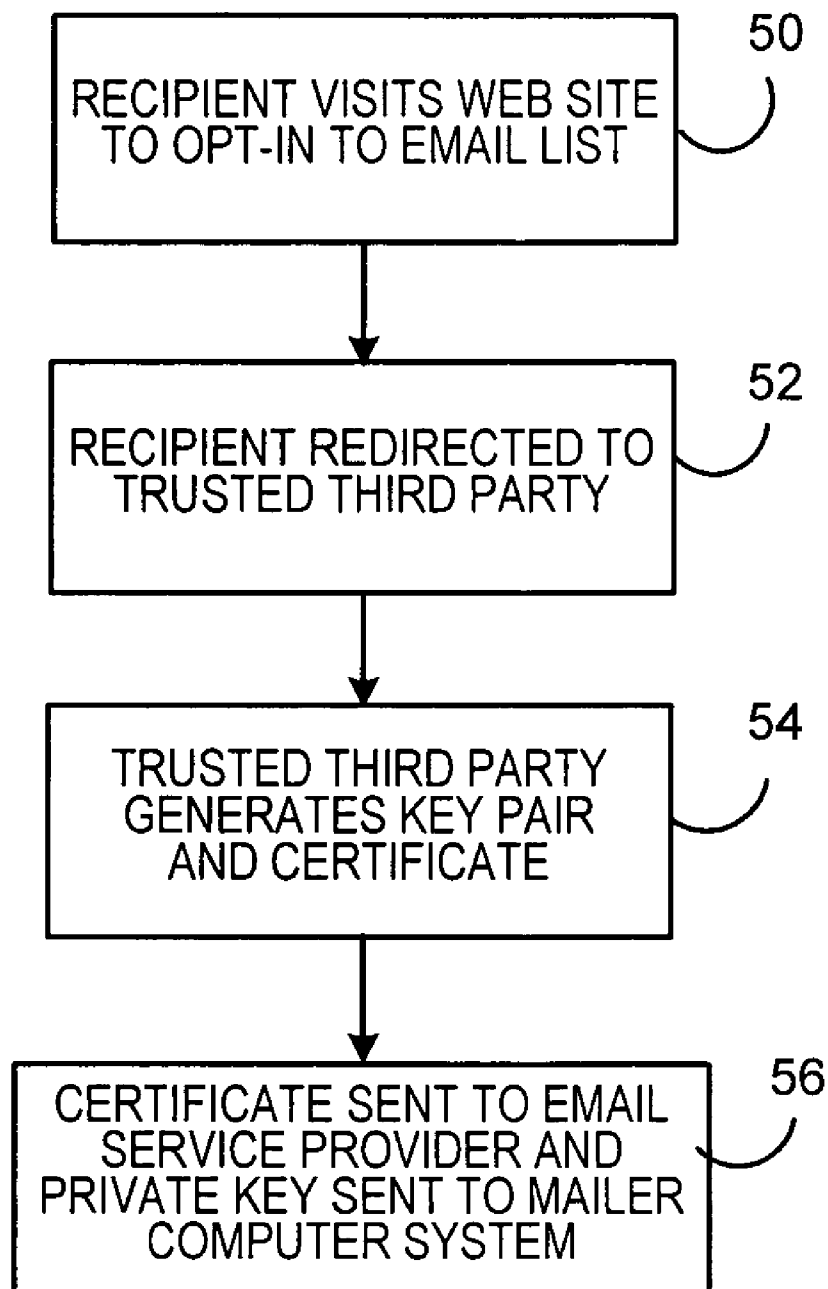 50
RECIPIENT VISITS WEB SITE
TO OPT-IN TO EMAIL LIST
52
RECIPIENT REDIRECTED TO
TRUSTED THIRD PARTY
54
TRUSTED THIRD PARTY
GENERATES KEY PAIR
AND CERTIFICATE
56
CERTIFICATE SENT TO EMAIL
SERVICE PROVIDER AND
PRIVATE KEY SENT TO MAILER
COMPUTER SYSTEM